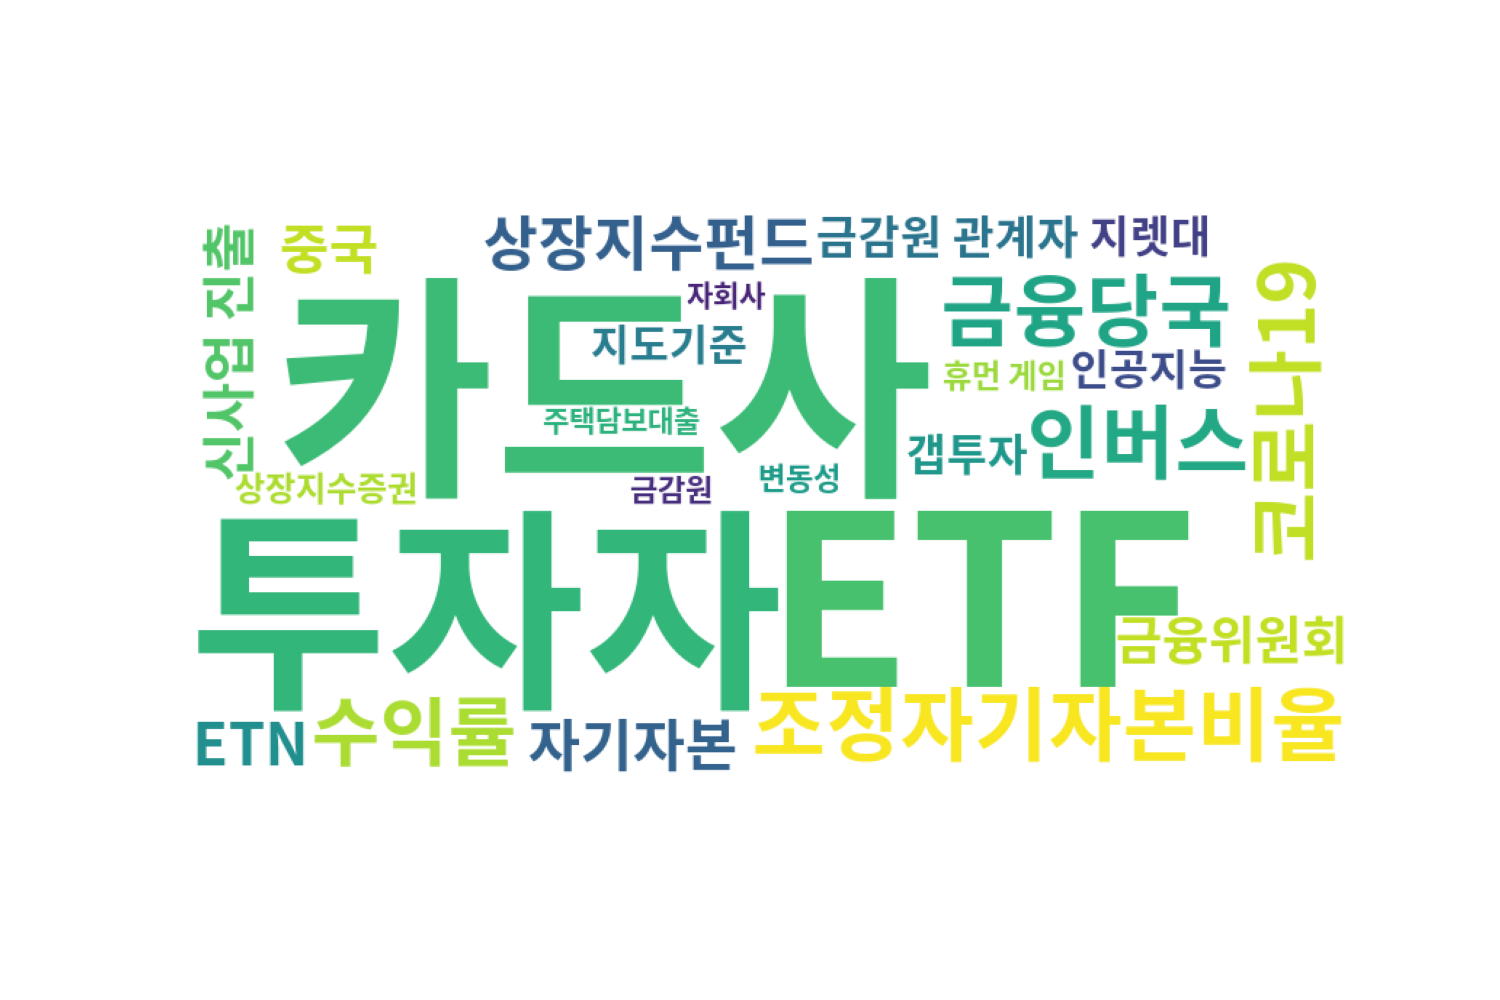 신사업 진출
중국
상장지수펀드
금감원 관계자
지렛대
카드사
자회사
지도기준
주택담보대출
금융당국
휴먼 게임
인공지능
갭투자
인버스
코로나19
상장지수증권
금감원
변동성
투자자
ETF
금융위원회
ETN
수익률
자기자본
조정자기자본비율